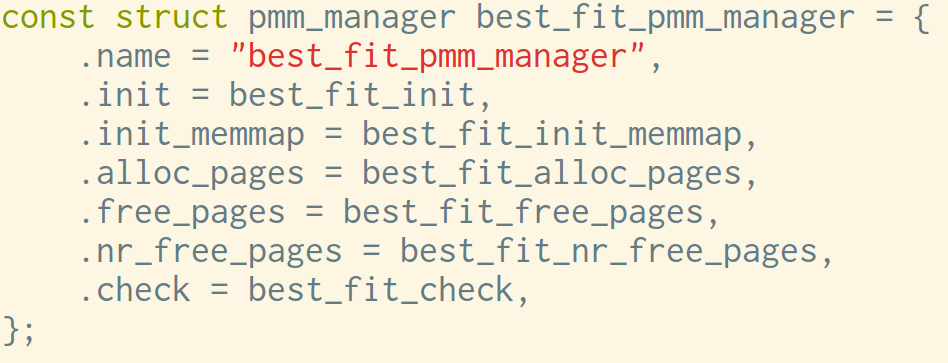 const struct pmm_manager best_fit_pmm_manager = {
    .name = "best_fit_pmm_manager",
    .init = best_fit_init,
    .init_memmap = best_fit_init_memmap,
    .alloc_pages = best_fit_alloc_pages,
    .free_pages = best_fit_free_pages,
    .nr_free_pages = best_fit_nr_free_pages,
    .check = best_fit_check,
};